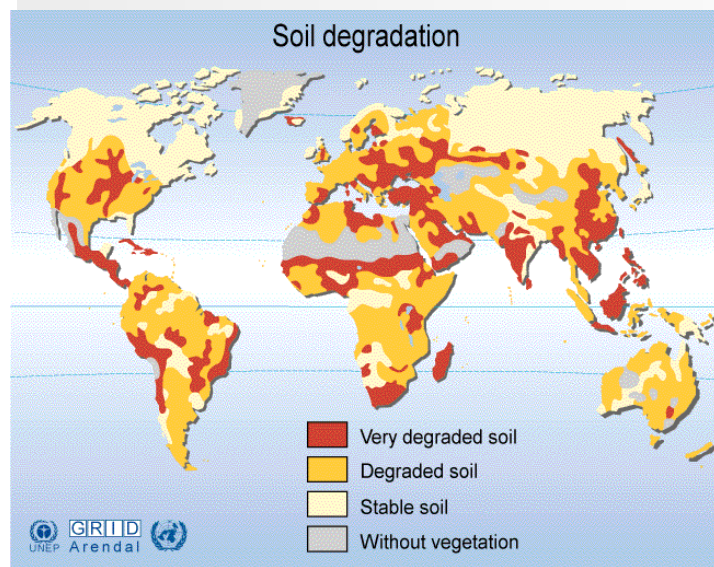 Soil degradation
Very degraded soil
Degraded soil
Stable soil
Without vegetation
UNEP
GRID
Arendal